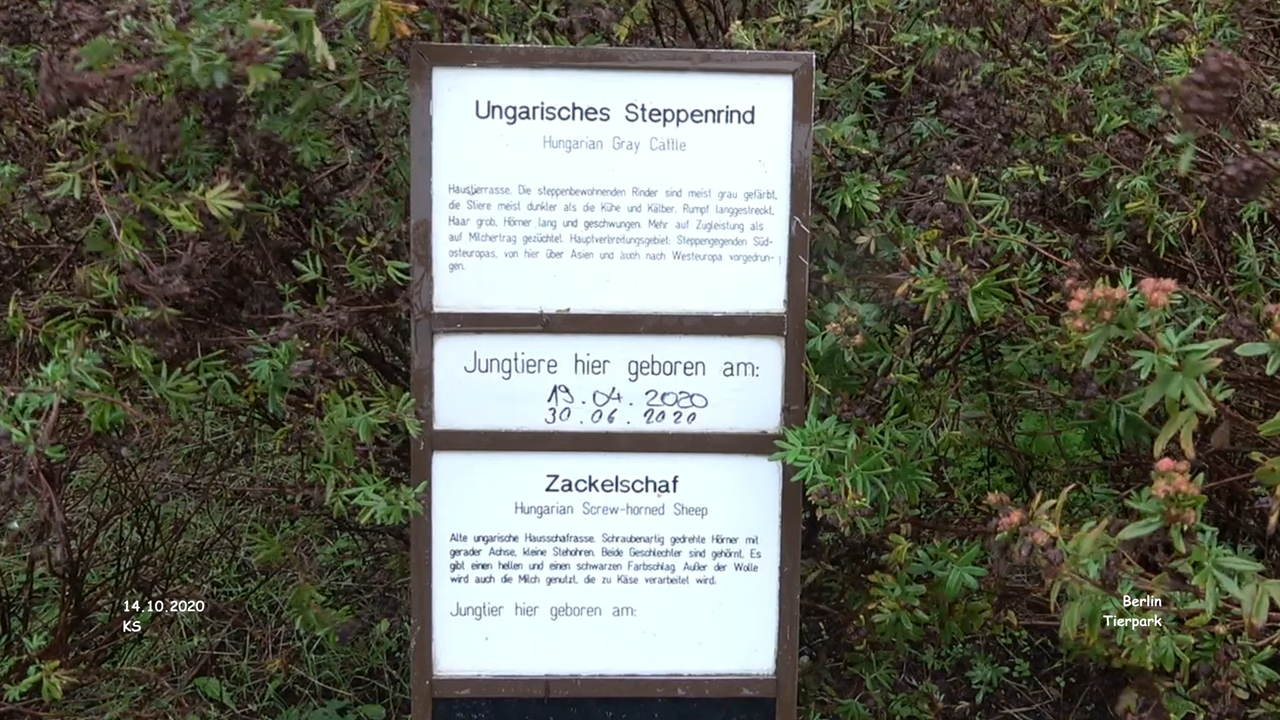 Ungarisches Steppenrind
Hungarian Gray Cattle
Haustierrasse. Die steppenbewohnenden Rinder sind meist grau gefärbt,
die Stiere meist dunkler als die Kühe und Kälber. Rumpf langgestreckt,
Haar grob, Hörner lang und geschwungen. Mehr auf Zugleistung als
auf Milchertrag gezüchtet. Hauptverbreitungsgebiet: Steppengegenden Süd-
osteuropas, von hier über Asien und auch nach Westeuropa vorgedrun-
gen.
Jungtiere hier geboren am:
19.04.2020
30.06.2020
Zackelschaf
Hungarian Screw-horned Sheep
Alte ungarische Hausschafrasse. Schraubenartig gedrehte Hörner mit
gerader Achse, kleine Stehohren. Beide Geschlechter sind gehörnt. Es
gibt einen hellen und einen schwarzen Farbschlag. Außer der Wolle
wird auch die Milch genutzt, die zu Käse verarbeitet wird.
Jungtier hier geboren am:
14.10.2020
KS
Berlin
Tierpark